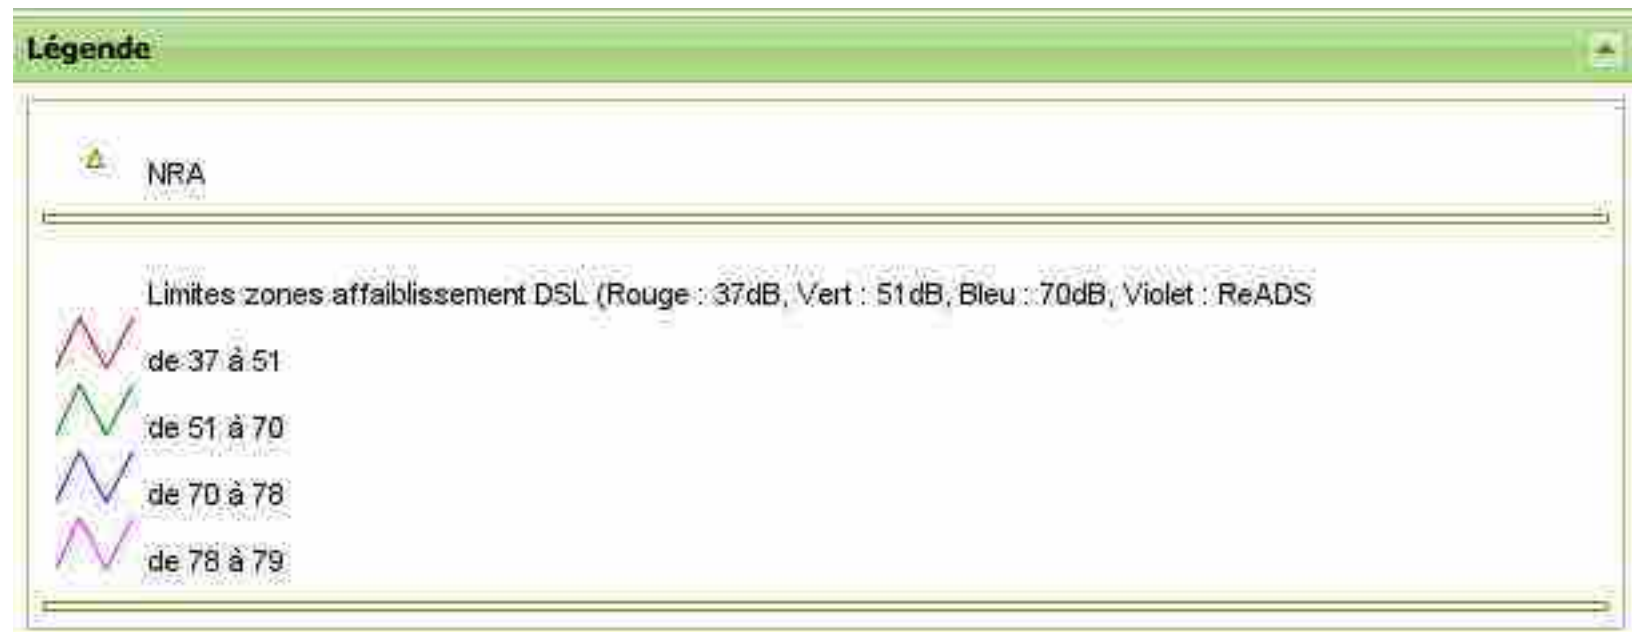 Légende
NRA
Limites zones affaiblissement DSL (Rouge : 37dB, Vert : 51dB, Bleu : 70dB, Violet : ReADS
de 37 à 51
de 51 à 70
de 70 à 78
de 78 à 79